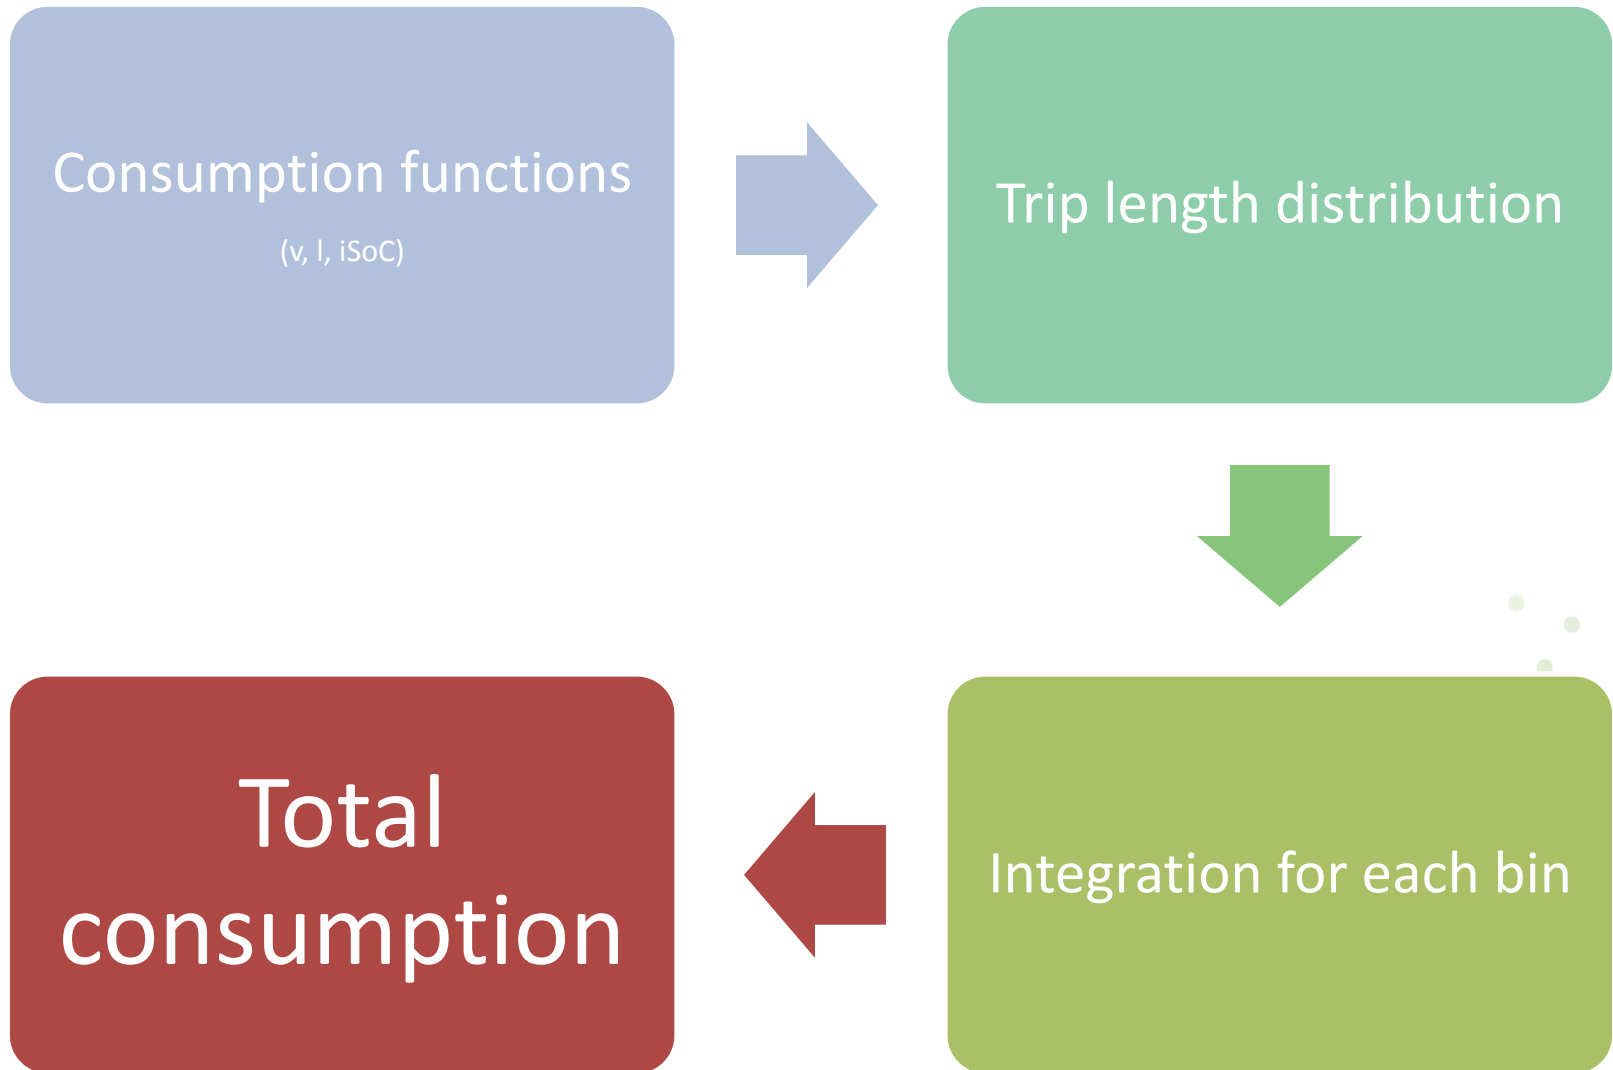 Consumption functions
(v, l, iSoC)
Trip length distribution
Integration for each bin
Total
consumption